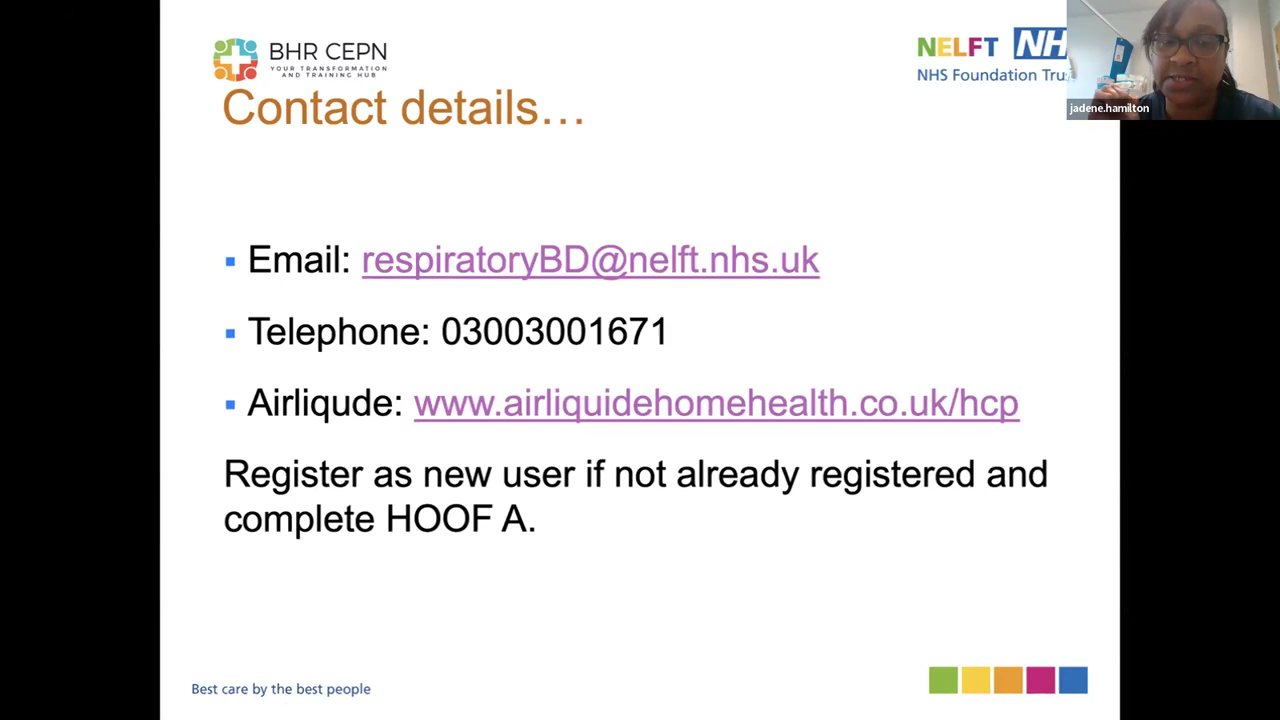 BHR CEPN
YOUR TRANSFORMATION
AND TRAINING HUB
NELFT NH
NHS Foundation Tru
jadene.hamilton
Contact details…
▪ Email: respiratoryBD@nelft.nhs.uk
▪ Telephone: 03003001671
▪ Airliqude: www.airliquidehomehealth.co.uk/hcp
Register as new user if not already registered and
complete HOOF A.
Best care by the best people